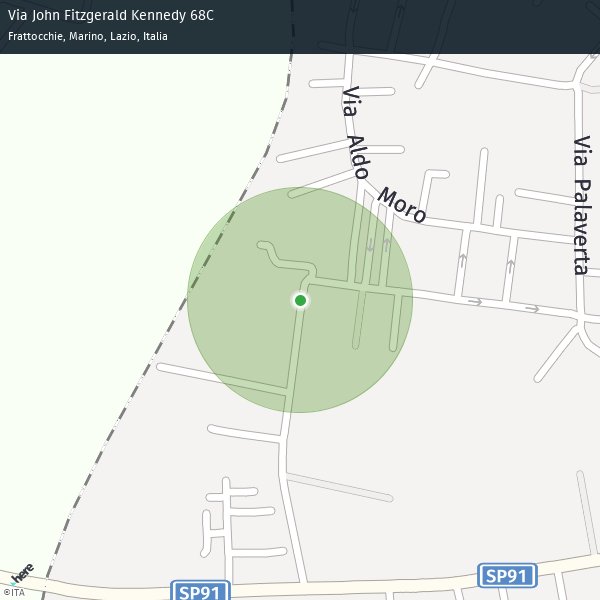 Via John Fitzgerald Kennedy 68C
Frattocchie, Marino, Lazio, Italia
Via Aldo Moro
Via Palaverta
SP91
SP91
here
©ITA